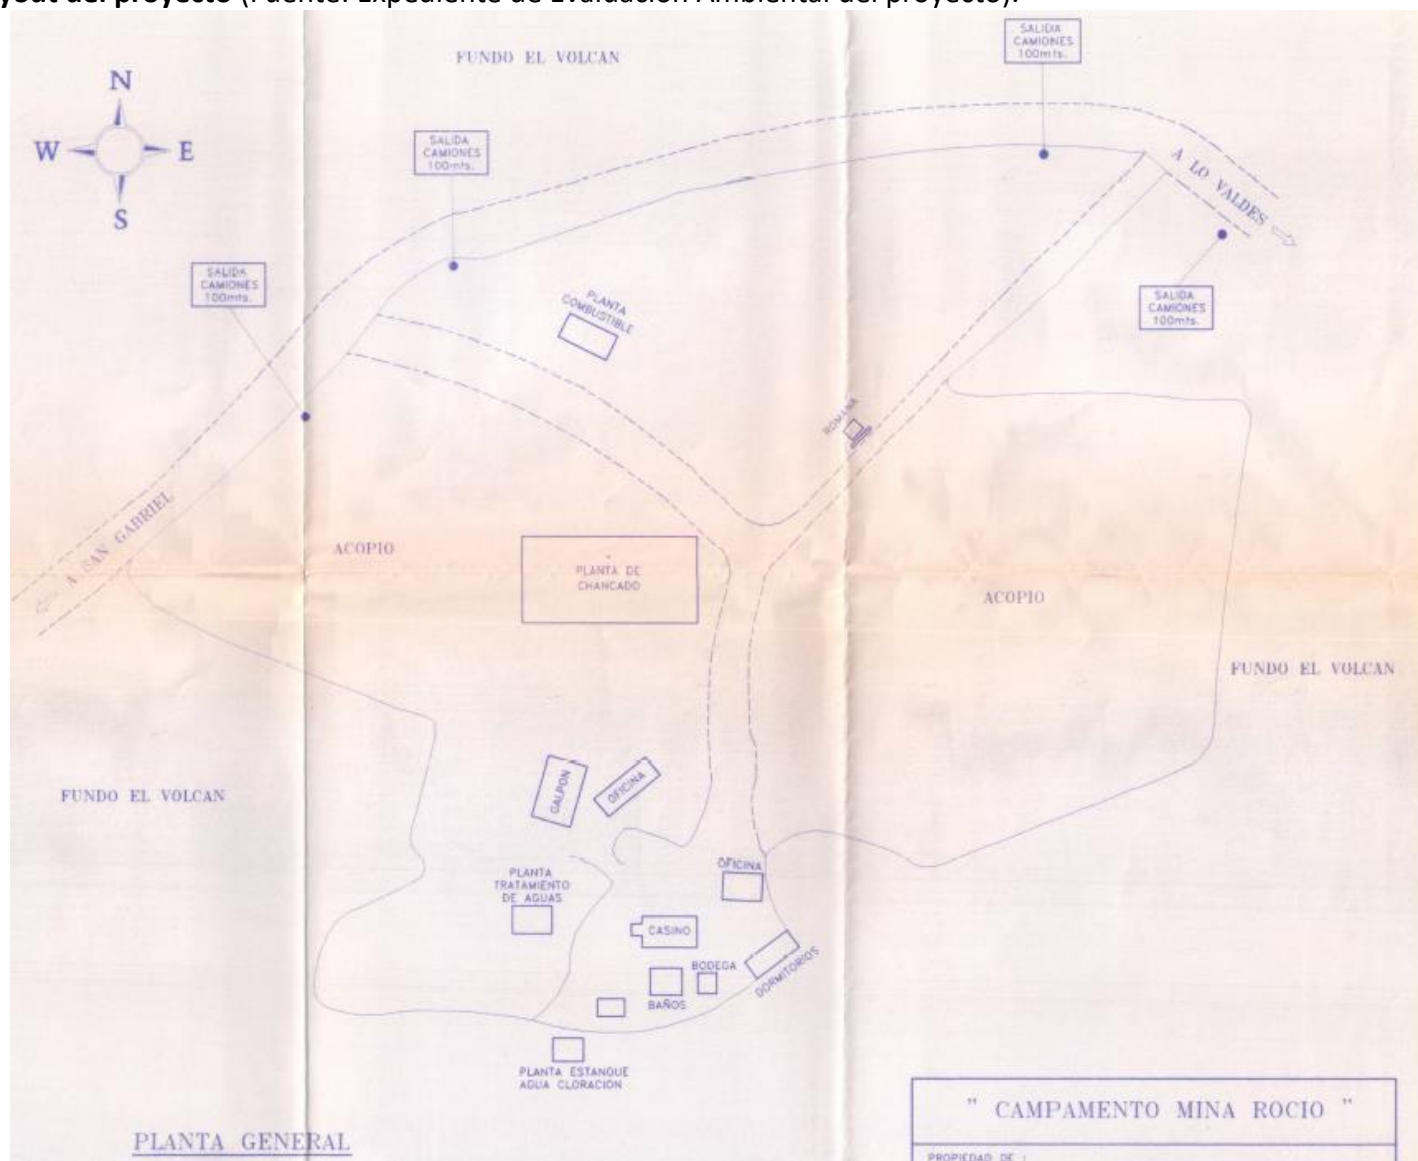 yout del proyecto (Fuente: Expediente de Evaluación Ambiental del proyecto).
SALIDA
CAMIONES
100mts.
FUNDO EL VOLCAN
N
W
E
S
SALIDA
CAMIONES
100mts.
A LO VALDES
SALIDA
CAMIONES
100mts.
SALIDA
CAMIONES
100mts.
PLANTA
COMBUSTIBLE
ROMANA
A SAN GABRIEL
ACOPIO
PLANTA DE
CHANCADO
ACOPIO
FUNDO EL VOLCAN
FUNDO EL VOLCAN
GALPON
OFICINA
PLANTA
TRATAMIENTO
DE AGUAS
OFICINA
CASINO
BODEGA
DORMITORIOS
BAÑOS
PLANTA ESTANQUE
AGUA CLORACIÓN
" CAMPAMENTO MINA ROCIO "
PLANTA GENERAL
PROPIEDAD DE :